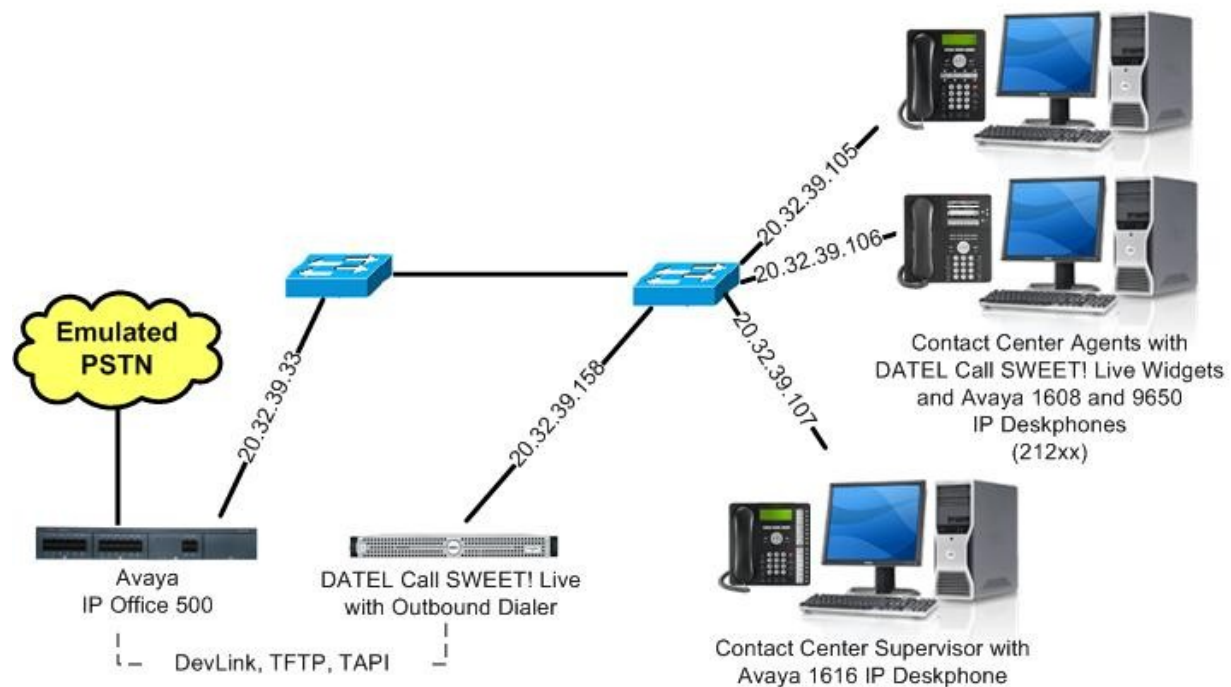 20.32.39.105
20.32.39.106
Contact Center Agents with
DATEL Call SWEET! Live Widgets
and Avaya 1608 and 9650
IP Deskphones
(212xx)
Emulated
PSTN
20.32.39.33
20.32.39.158
20.32.39.107
Avaya
IP Office 500
DATEL Call SWEET! Live
with Outbound Dialer
DevLink, TFTP, TAPI
Contact Center Supervisor with
Avaya 1616 IP Deskphone